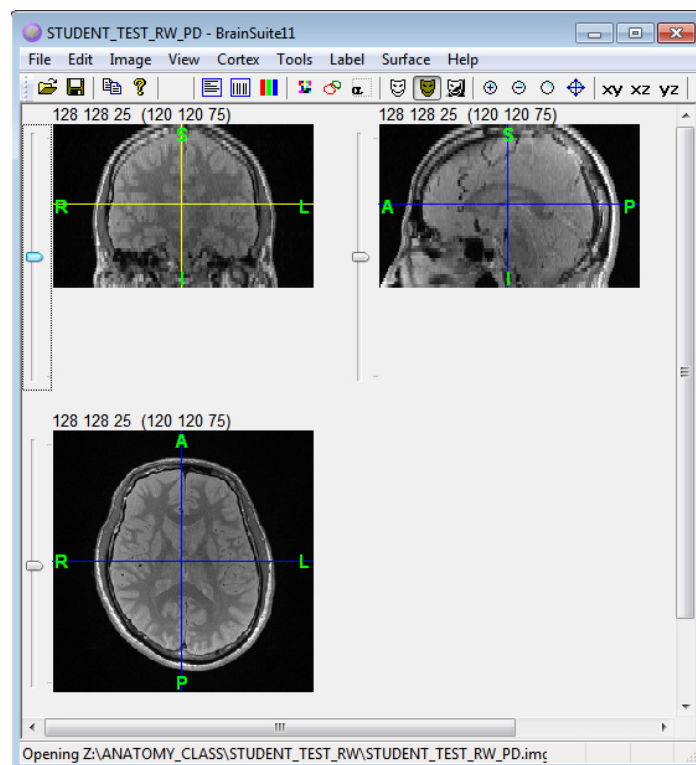 STUDENT_TEST_RW_PD - BrainSuite11
File Edit Image View Cortex Tools Label Surface Help
α xy xz yz
128 128 25 (120 120 75)
S
R L
I
128 128 25 (120 120 75)
S
A P
I
128 128 25 (120 120 75)
A
R L
P
Opening Z:\ANATOMY_CLASS\STUDENT_TEST_RW\STUDENT_TEST_RW_PD.img